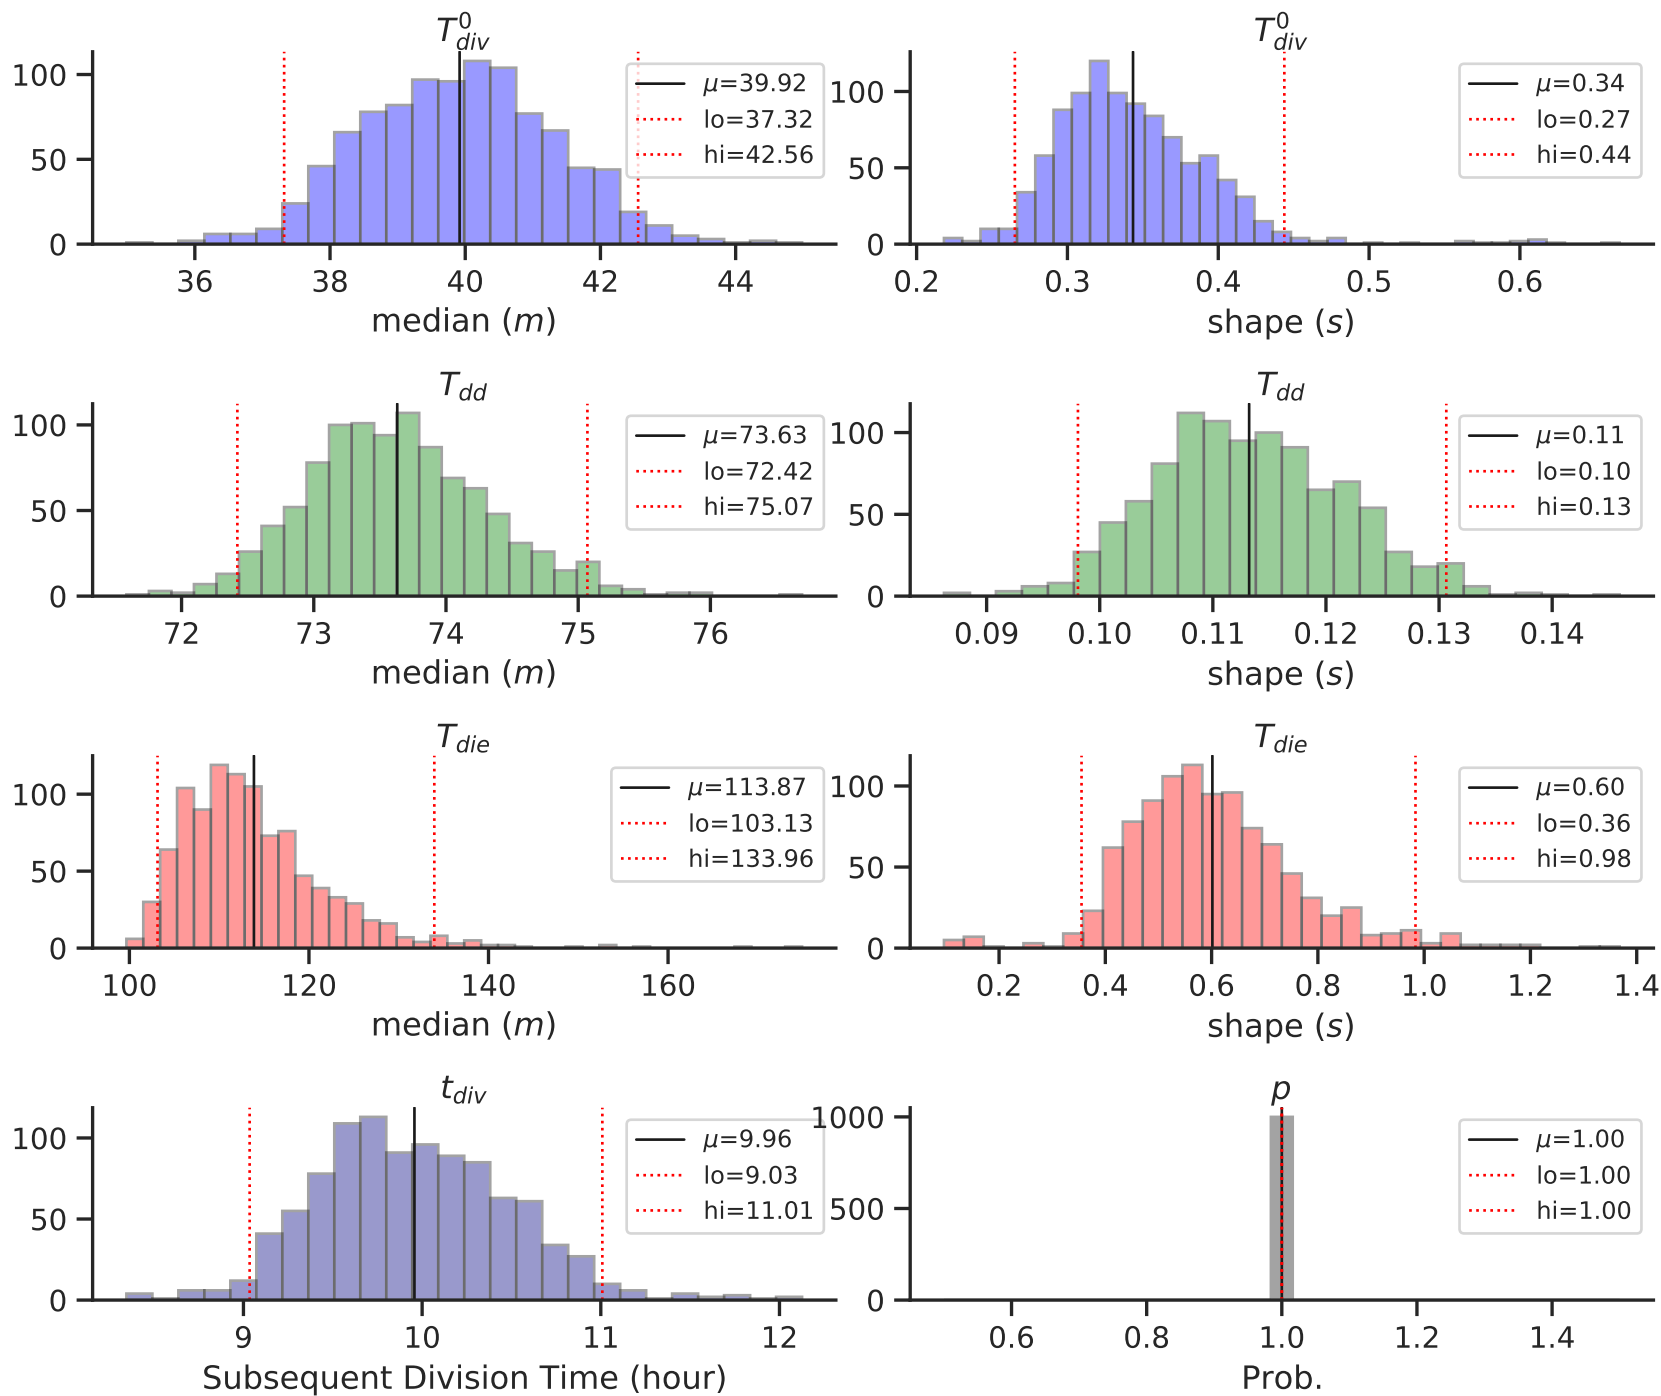 T⁰div
100
50
0
μ=39.92
lo=37.32
hi=42.56
36 38 40 42 44
median (m)
T⁰div
100
50
0
μ=0.34
lo=0.27
hi=0.44
0.2 0.3 0.4 0.5 0.6
shape (s)
Tdd
100
50
0
μ=73.63
lo=72.42
hi=75.07
72 73 74 75 76
median (m)
Tdd
100
50
0
μ=0.11
lo=0.10
hi=0.13
0.09 0.10 0.11 0.12 0.13 0.14
shape (s)
Tdie
100
50
0
μ=113.87
lo=103.13
hi=133.96
100 120 140 160
median (m)
Tdie
100
50
0
μ=0.60
lo=0.36
hi=0.98
0.2 0.4 0.6 0.8 1.0 1.2 1.4
shape (s)
tdiv
100
50
0
μ=9.96
lo=9.03
hi=11.01
9 10 11 12
Subsequent Division Time (hour)
p
1000
500
0
μ=1.00
lo=1.00
hi=1.00
0.6 0.8 1.0 1.2 1.4
Prob.